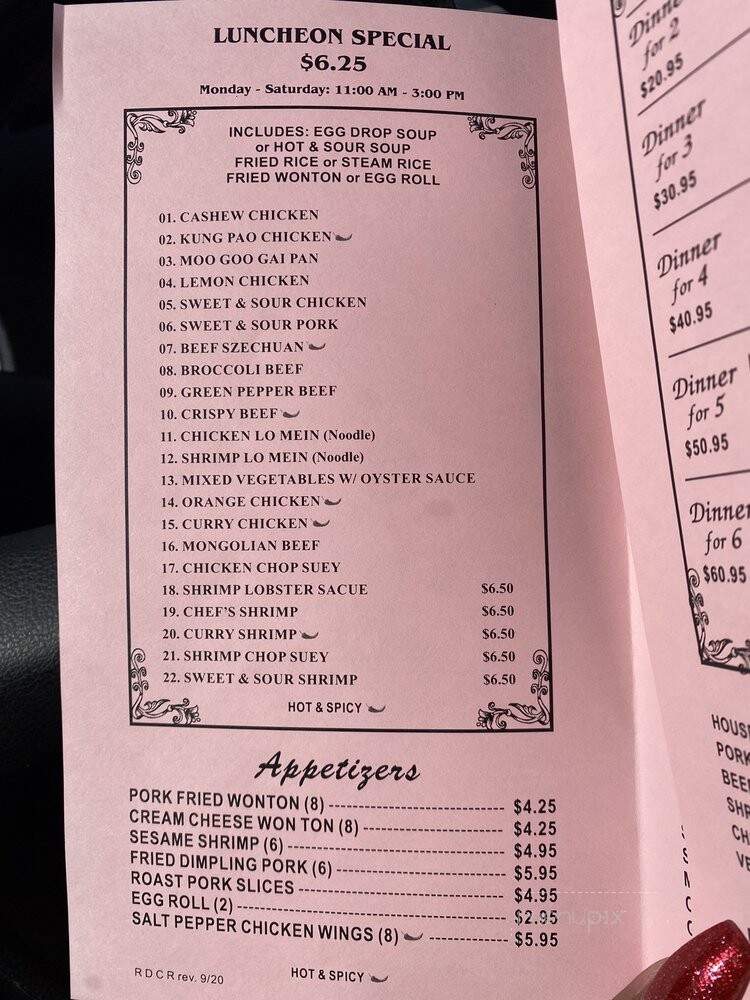 LUNCHEON SPECIAL
$6.25
Monday - Saturday: 11:00 AM - 3:00 PM
INCLUDES: EGG DROP SOUP
or HOT & SOUR SOUP
FRIED RICE or STEAM RICE
FRIED WONTON or EGG ROLL
01. CASHEW CHICKEN
02. KUNG PAO CHICKEN
03. MOO GOO GAI PAN
04. LEMON CHICKEN
05. SWEET & SOUR CHICKEN
06. SWEET & SOUR PORK
07. BEEF SZECHUAN
08. BROCCOLI BEEF
09. GREEN PEPPER BEEF
10. CRISPY BEEF
11. CHICKEN LO MEIN (Noodle)
12. SHRIMP LO MEIN (Noodle)
13. MIXED VEGETABLES W/ OYSTER SAUCE
14. ORANGE CHICKEN
15. CURRY CHICKEN
16. MONGOLIAN BEEF
17. CHICKEN CHOP SUEY
18. SHRIMP LOBSTER SACUE $6.50
19. CHEF'S SHRIMP $6.50
20. CURRY SHRIMP $6.50
21. SHRIMP CHOP SUEY $6.50
22. SWEET & SOUR SHRIMP $6.50
HOT & SPICY
Appetizers
PORK FRIED WONTON (8) $4.25
CREAM CHEESE WON TON (8) $4.25
SESAME SHRIMP (6) $4.95
FRIED DIMPLING PORK (6) $5.95
ROAST PORK SLICES $4.95
EGG ROLL (2) $2.95
SALT PEPPER CHICKEN WINGS (8) $5.95
R D C R rev. 9/20 HOT & SPICY
Dinner
for 2
$20.95
Dinner
for 3
$30.95
Dinner
for 4
$40.95
Dinner
for 5
$50.95
Dinner
for 6
$60.95
HOUS
PORK
BEE
SHR
CH
VE